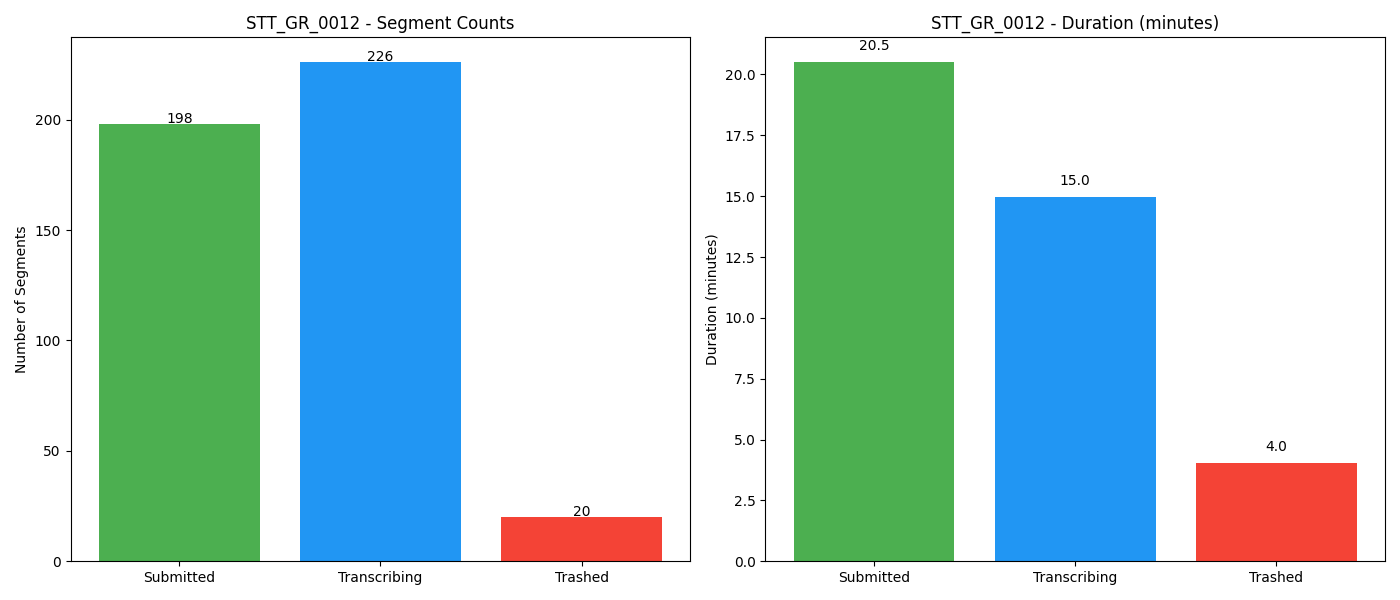 STT_GR_0012 - Segment Counts
Number of Segments
200
150
100
50
0
198
226
20
Submitted
Transcribing
Trashed
STT_GR_0012 - Duration (minutes)
Duration (minutes)
20.0
17.5
15.0
12.5
10.0
7.5
5.0
2.5
0.0
20.5
15.0
4.0
Submitted
Transcribing
Trashed